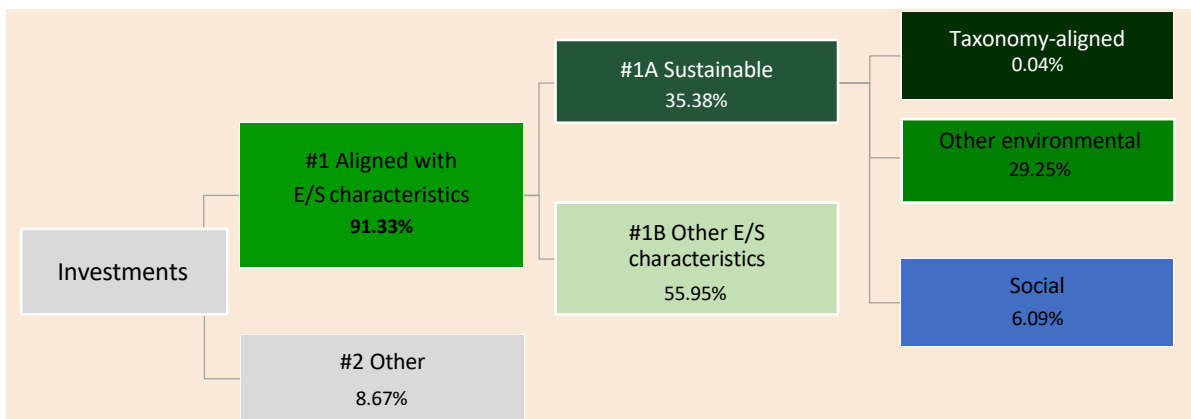 Investments
#1 Aligned with
E/S characteristics
91.33%
#2 Other
8.67%
#1A Sustainable
35.38%
#1B Other E/S
characteristics
55.95%
Taxonomy-aligned
0.04%
Other environmental
29.25%
Social
6.09%